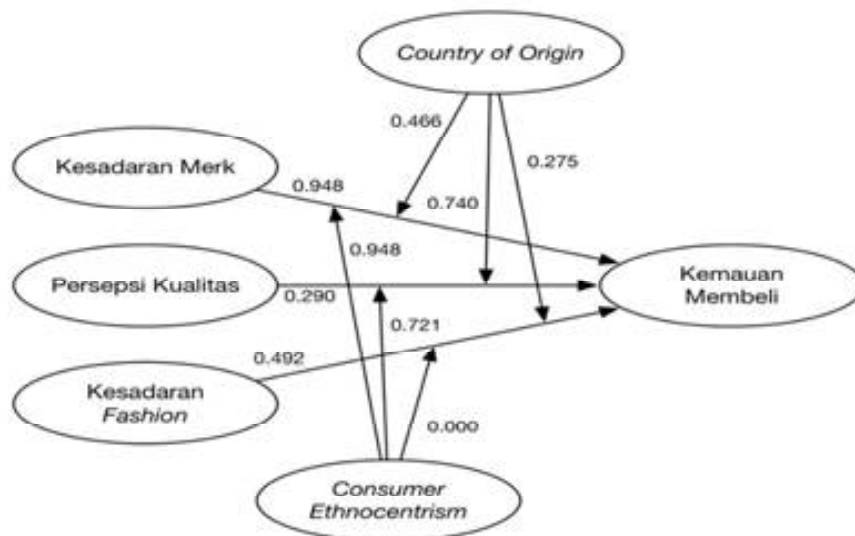 Country of Origin
0.466
0.275
Kesadaran Merk
0.948
0.740
0.948
Persepsi Kualitas
0.290
Kemauan
Membeli
0.721
0.492
Kesadaran
Fashion
0.000
Consumer
Ethnocentrism